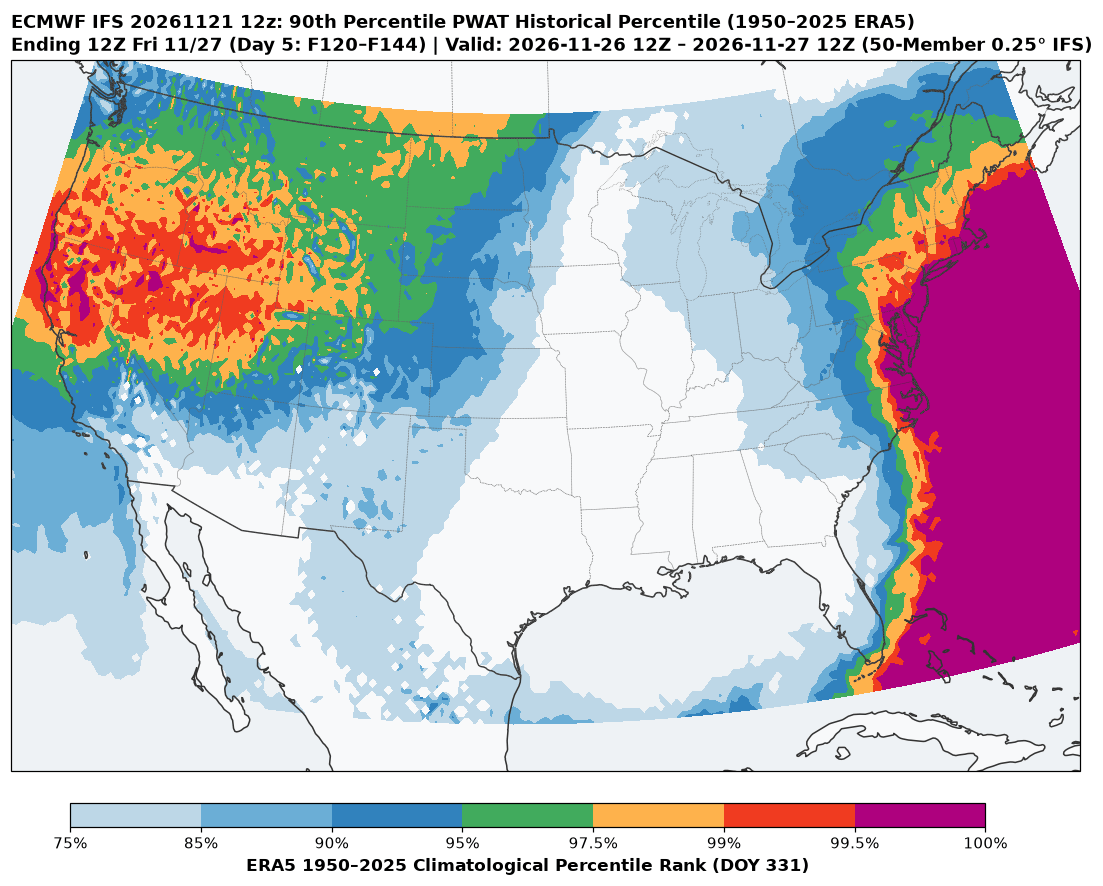 ECMWF IFS 20261121 12z: 90th Percentile PWAT Historical Percentile (1950–2025 ERA5)
Ending 12Z Fri 11/27 (Day 5: F120–F144) | Valid: 2026-11-26 12Z – 2026-11-27 12Z (50-Member 0.25° IFS)
75% 85% 90% 95% 97.5% 99% 99.5% 100%
ERA5 1950–2025 Climatological Percentile Rank (DOY 331)